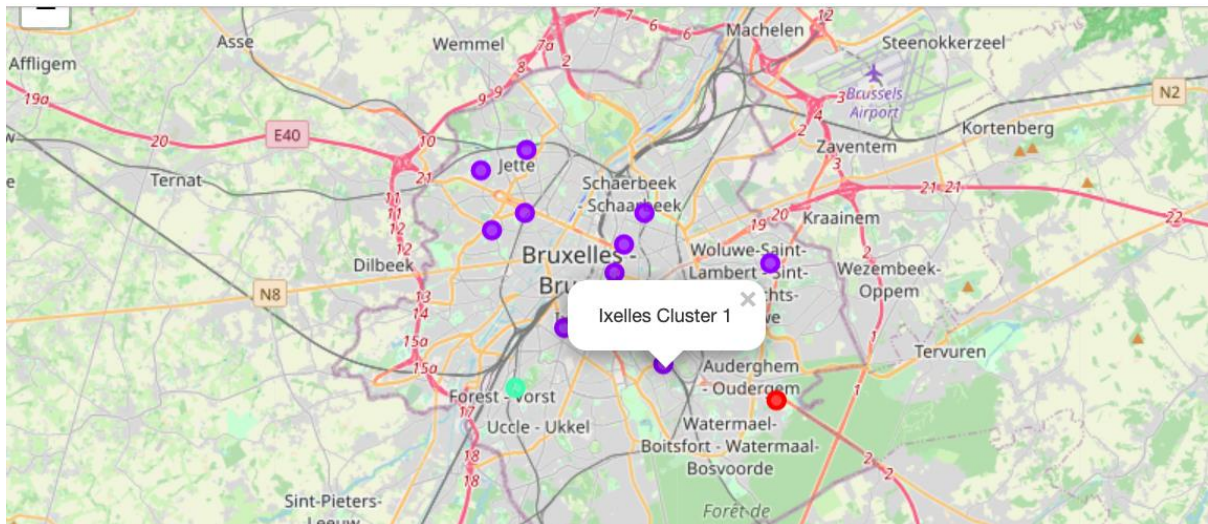 Asse
Wemmel
7a
7
7
6
6
12
Machelen
Steenokkerzeel
Affligem
2
8
9
9
3
Brussels
Airport
N2
19a
20
E40
10
4
2
Kortenberg
Ternat
21
Jette
Zaventem
3
Schaerbeek
- Schaarbeek
11
11
12
12
19
20
21
21
Kraainem
22
Dilbeek
Bruxelles -
Woluwe-Saint-
Lambert - Sint-
2
Wezembeek-
Oppem
N8
13
14
Ixelles Cluster 1
×
1
15a
15a
Auderghem
- Oudergem
Tervuren
1
Forest - Vorst
17
Uccle - Ukkel
Watermael-
Boitsfort - Watermaal-
Bosvoorde
18
18
2
2
Sint-Pieters-
Leeuw
Forêt de